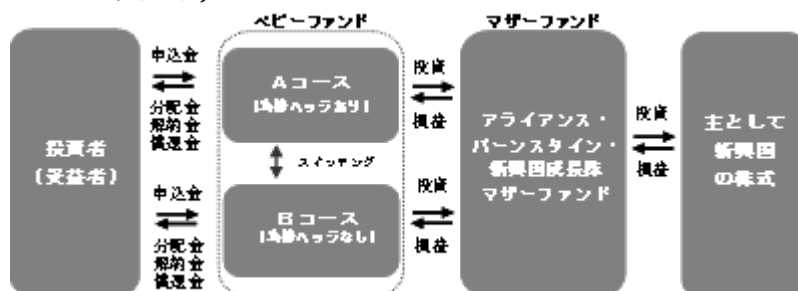 ベビーファンド
マザーファンド
投資者
(受益者)
申込金
分配金
解約金
償還金
申込金
分配金
解約金
償還金
Aコース
(為替ヘッジあり)
スイッチング
Bコース
(為替ヘッジなし)
投資
損益
投資
損益
アライアンス・
バーンスタイン・
新興国成長株
マザーファンド
投資
損益
主として
新興国
の株式